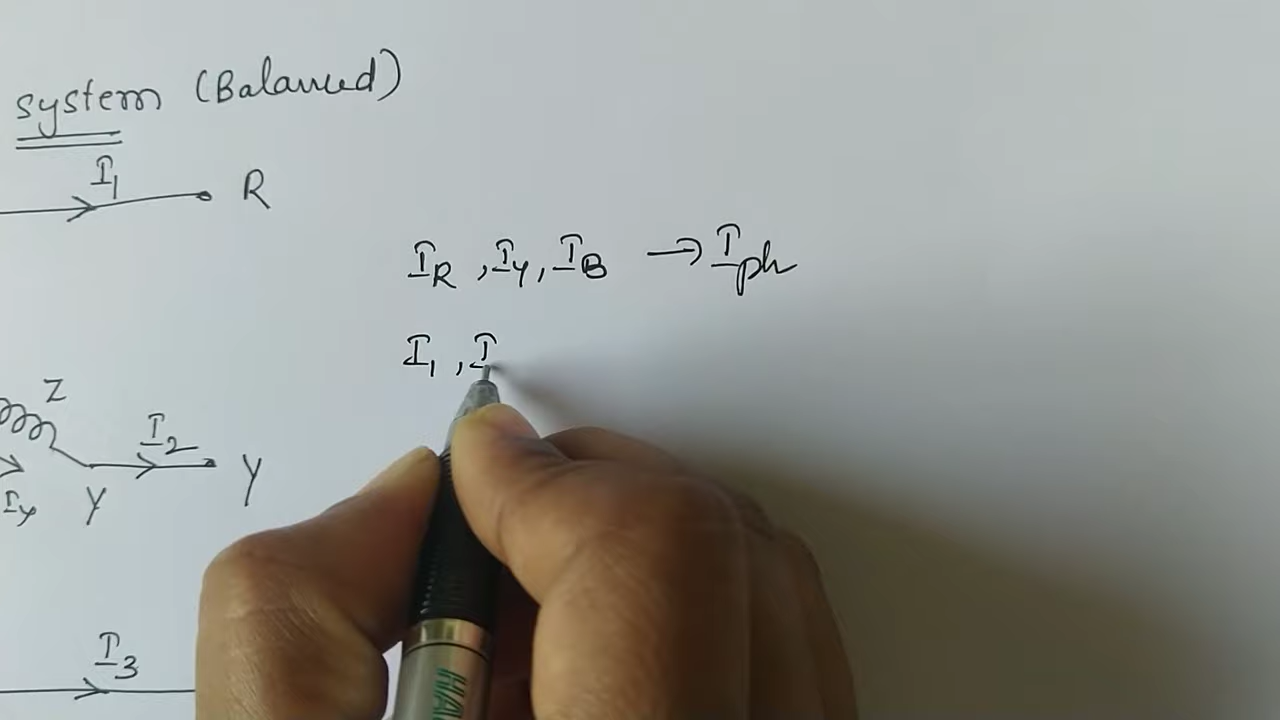 system (Balanced)
I1
R
IR, IY, IB → Iph
I1, I
Z
I2
Y
IY
Y
I3